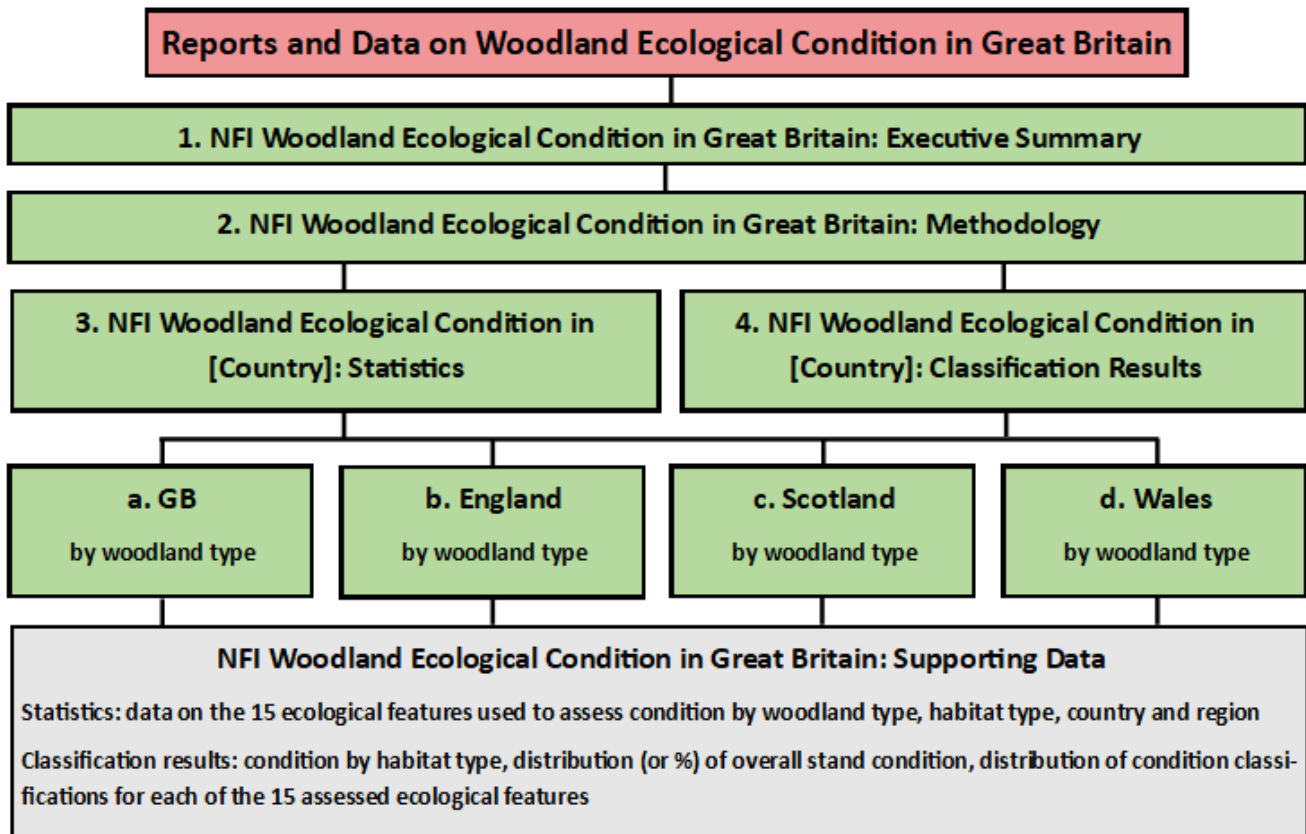 Reports and Data on Woodland Ecological Condition in Great Britain
1. NFI Woodland Ecological Condition in Great Britain: Executive Summary
2. NFI Woodland Ecological Condition in Great Britain: Methodology
3. NFI Woodland Ecological Condition in
[Country]: Statistics
4. NFI Woodland Ecological Condition in
[Country]: Classification Results
a. GB
by woodland type
b. England
by woodland type
c. Scotland
by woodland type
d. Wales
by woodland type
NFI Woodland Ecological Condition in Great Britain: Supporting Data
Statistics: data on the 15 ecological features used to assess condition by woodland type, habitat type, country and region
Classification results: condition by habitat type, distribution (or %) of overall stand condition, distribution of condition classi-
fications for each of the 15 assessed ecological features